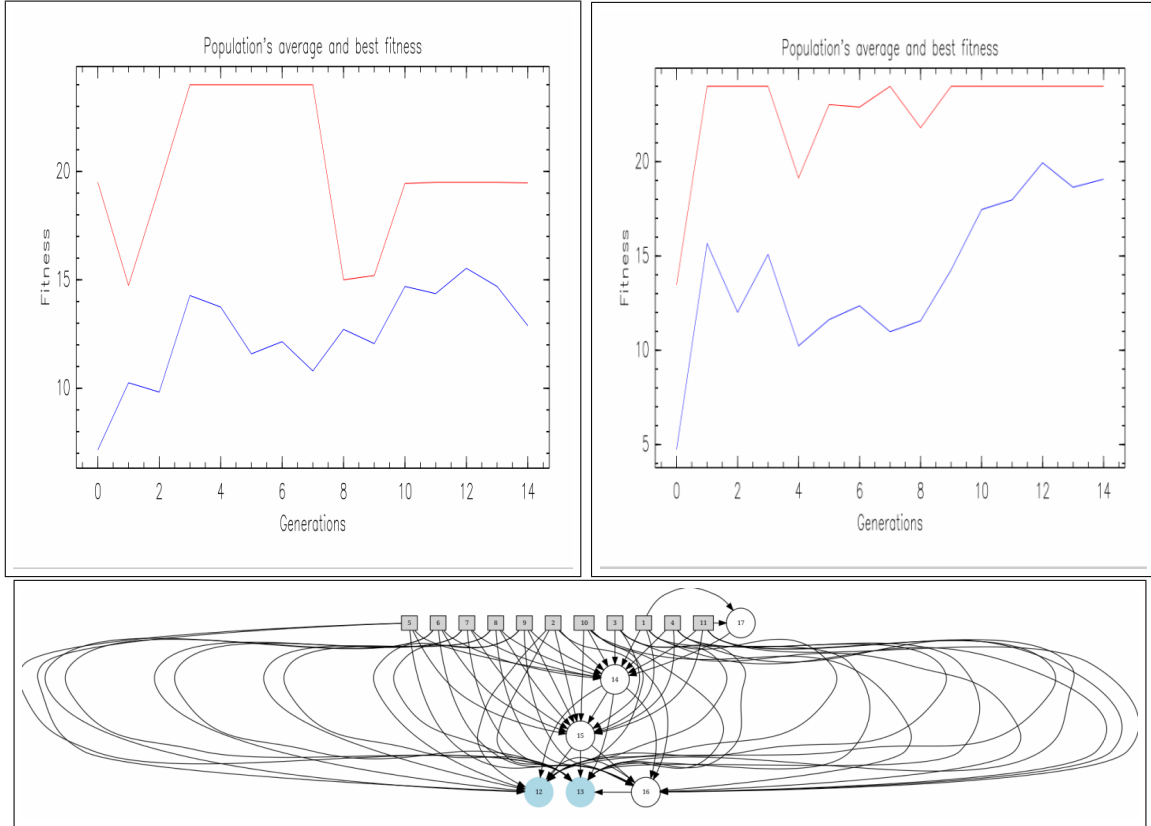 Population's average and best fitness
20
15
10
Fitness
0 2 4 6 8 10 12 14
Generations
Population's average and best fitness
20
15
10
5
Fitness
0 2 4 6 8 10 12 14
Generations
5 6 7 8 9 2 10 3 1 4 11 17
14
15
12 13 16